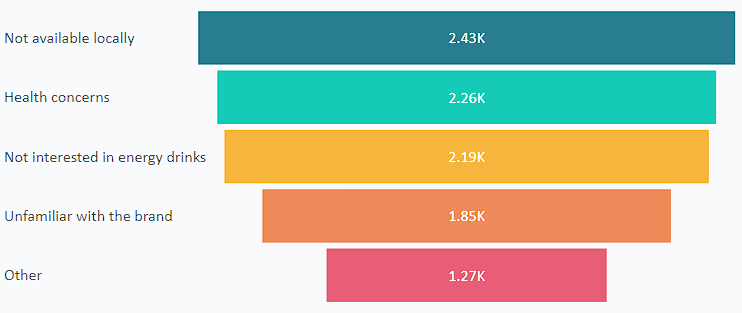 Not available locally 2.43K
Health concerns 2.26K
Not interested in energy drinks 2.19K
Unfamiliar with the brand 1.85K
Other 1.27K